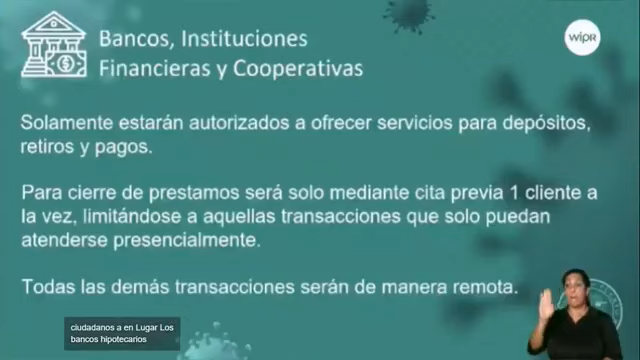 Bancos, Instituciones
Financieras y Cooperativas
wipr
Solamente estarán autorizados a ofrecer servicios para depósitos,
retiros y pagos.
Para cierre de prestamos será solo mediante cita previa 1 cliente a
la vez, limitándose a aquellas transacciones que solo puedan
atenderse presencialmente.
Todas las demás transacciones serán de manera remota.
ciudadanos a en Lugar Los
bancos hipotecarios